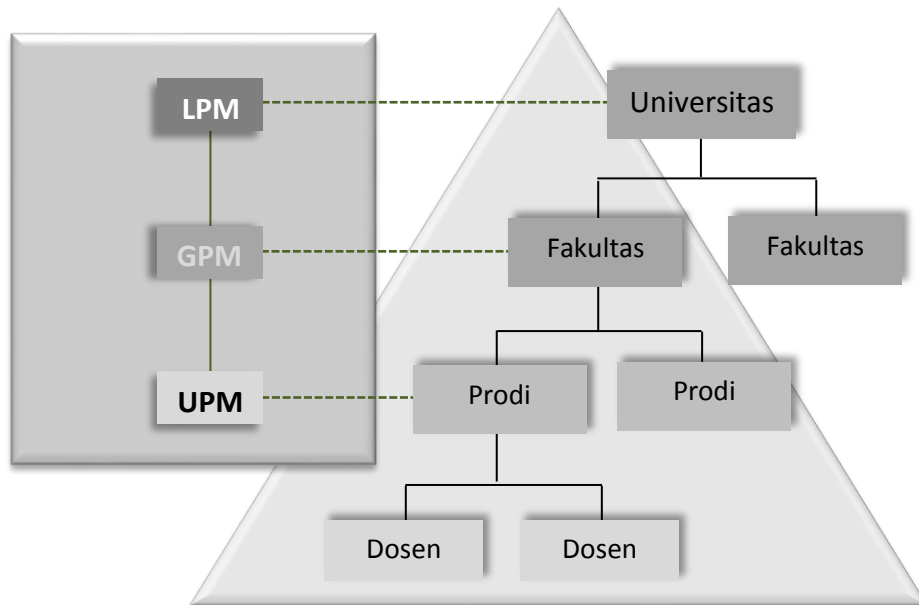 LPM
Universitas
GPM
Fakultas
Fakultas
UPM
Prodi
Prodi
Dosen
Dosen